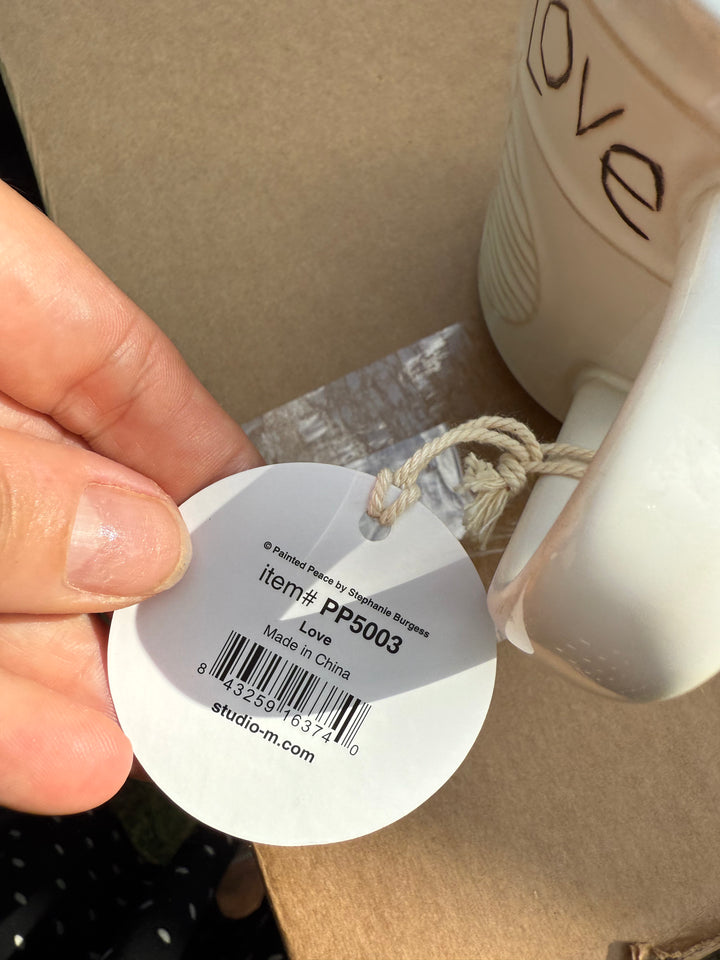 Love
© Painted Peace by Stephanie Burgess
item# PP5003
Love
Made in China
8 43259 16374 0
studio-m.com